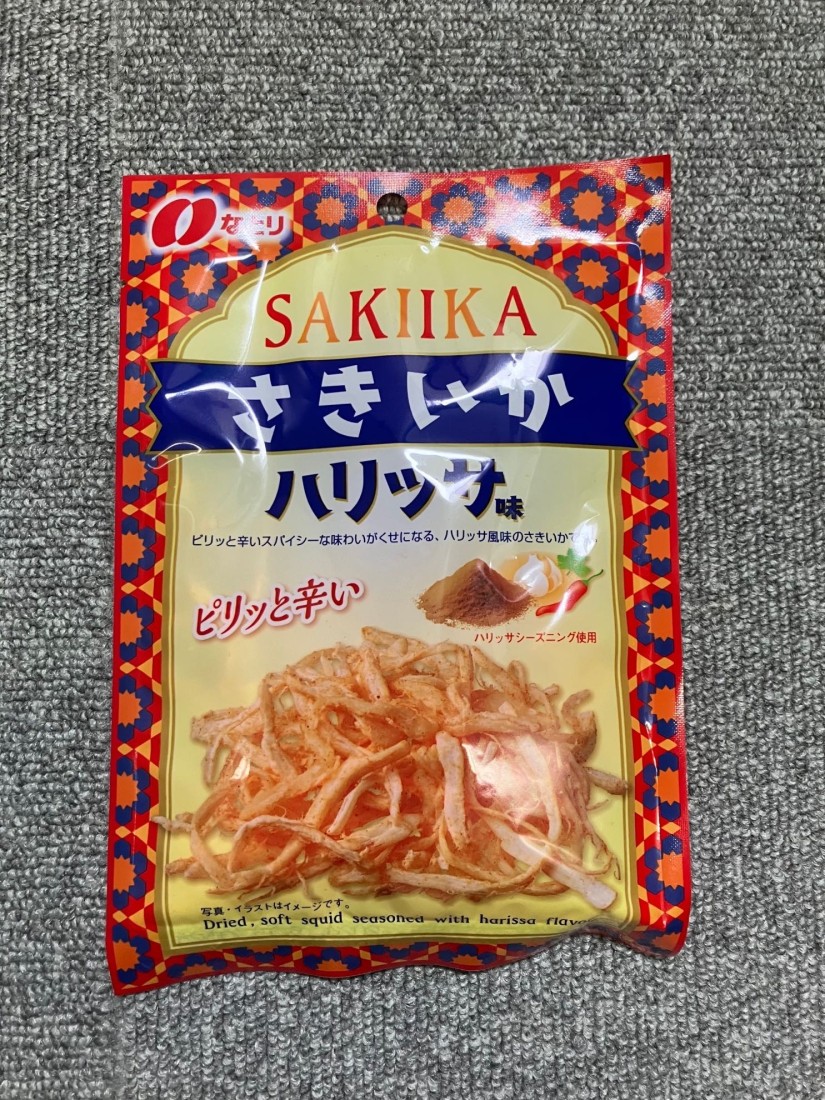 なとり
SAKIIKA
さきいか
ハリッサ味
ピリッと辛いスパイシーな味わいがくせになる、ハリッサ風味のさきいかで
ピリッと辛い
ハリッサシーズニング使用
写真・イラストはイメージです。
Dried, soft squid seasoned with harissa